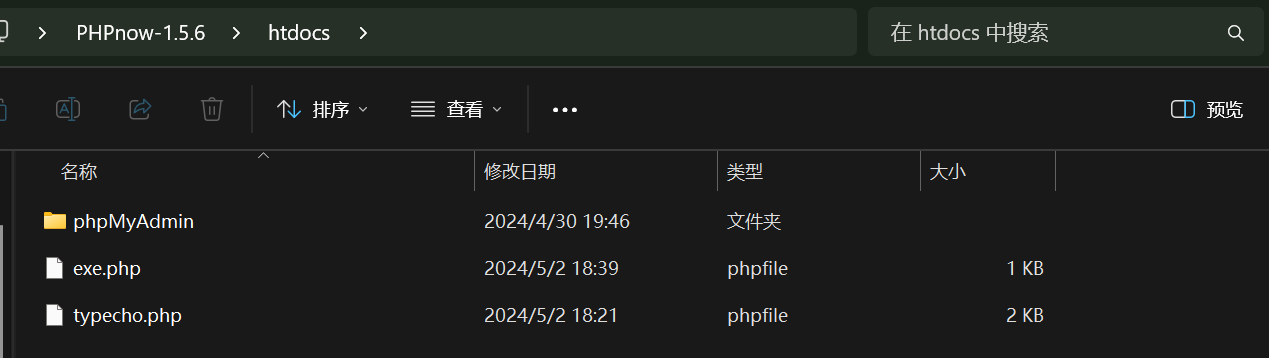 PHPnow-1.5.6 htdocs 在 htdocs 中搜索
排序 查看 预览
名称 修改日期 类型 大小
phpMyAdmin 2024/4/30 19:46 文件夹
exe.php 2024/5/2 18:39 phpfile 1 KB
typecho.php 2024/5/2 18:21 phpfile 2 KB